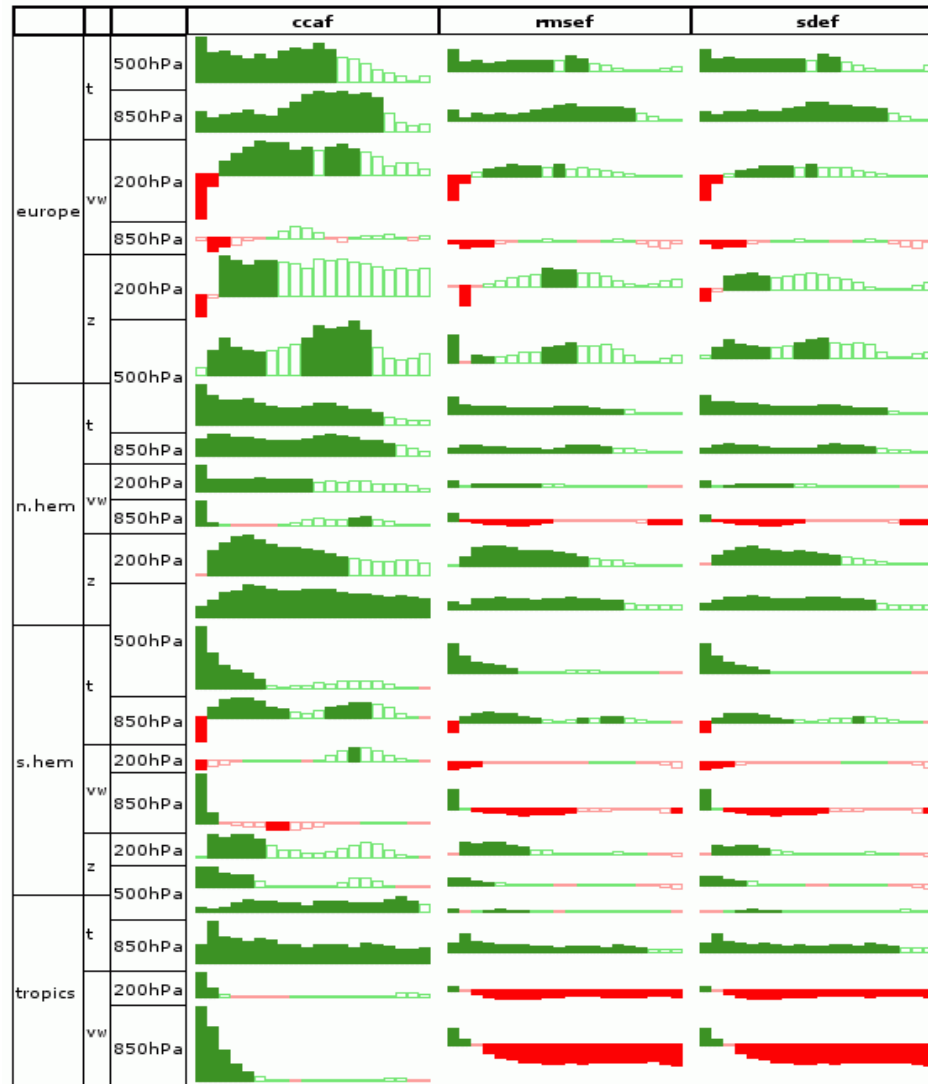 ccaf rmsef sdef
europe t 500hPa
850hPa
vw 200hPa
850hPa
z 200hPa
500hPa
n.hem t
850hPa
vw 200hPa
850hPa
z 200hPa
500hPa
s.hem t
850hPa
vw 200hPa
850hPa
z 200hPa
500hPa
tropics t
850hPa
vw 200hPa
850hPa